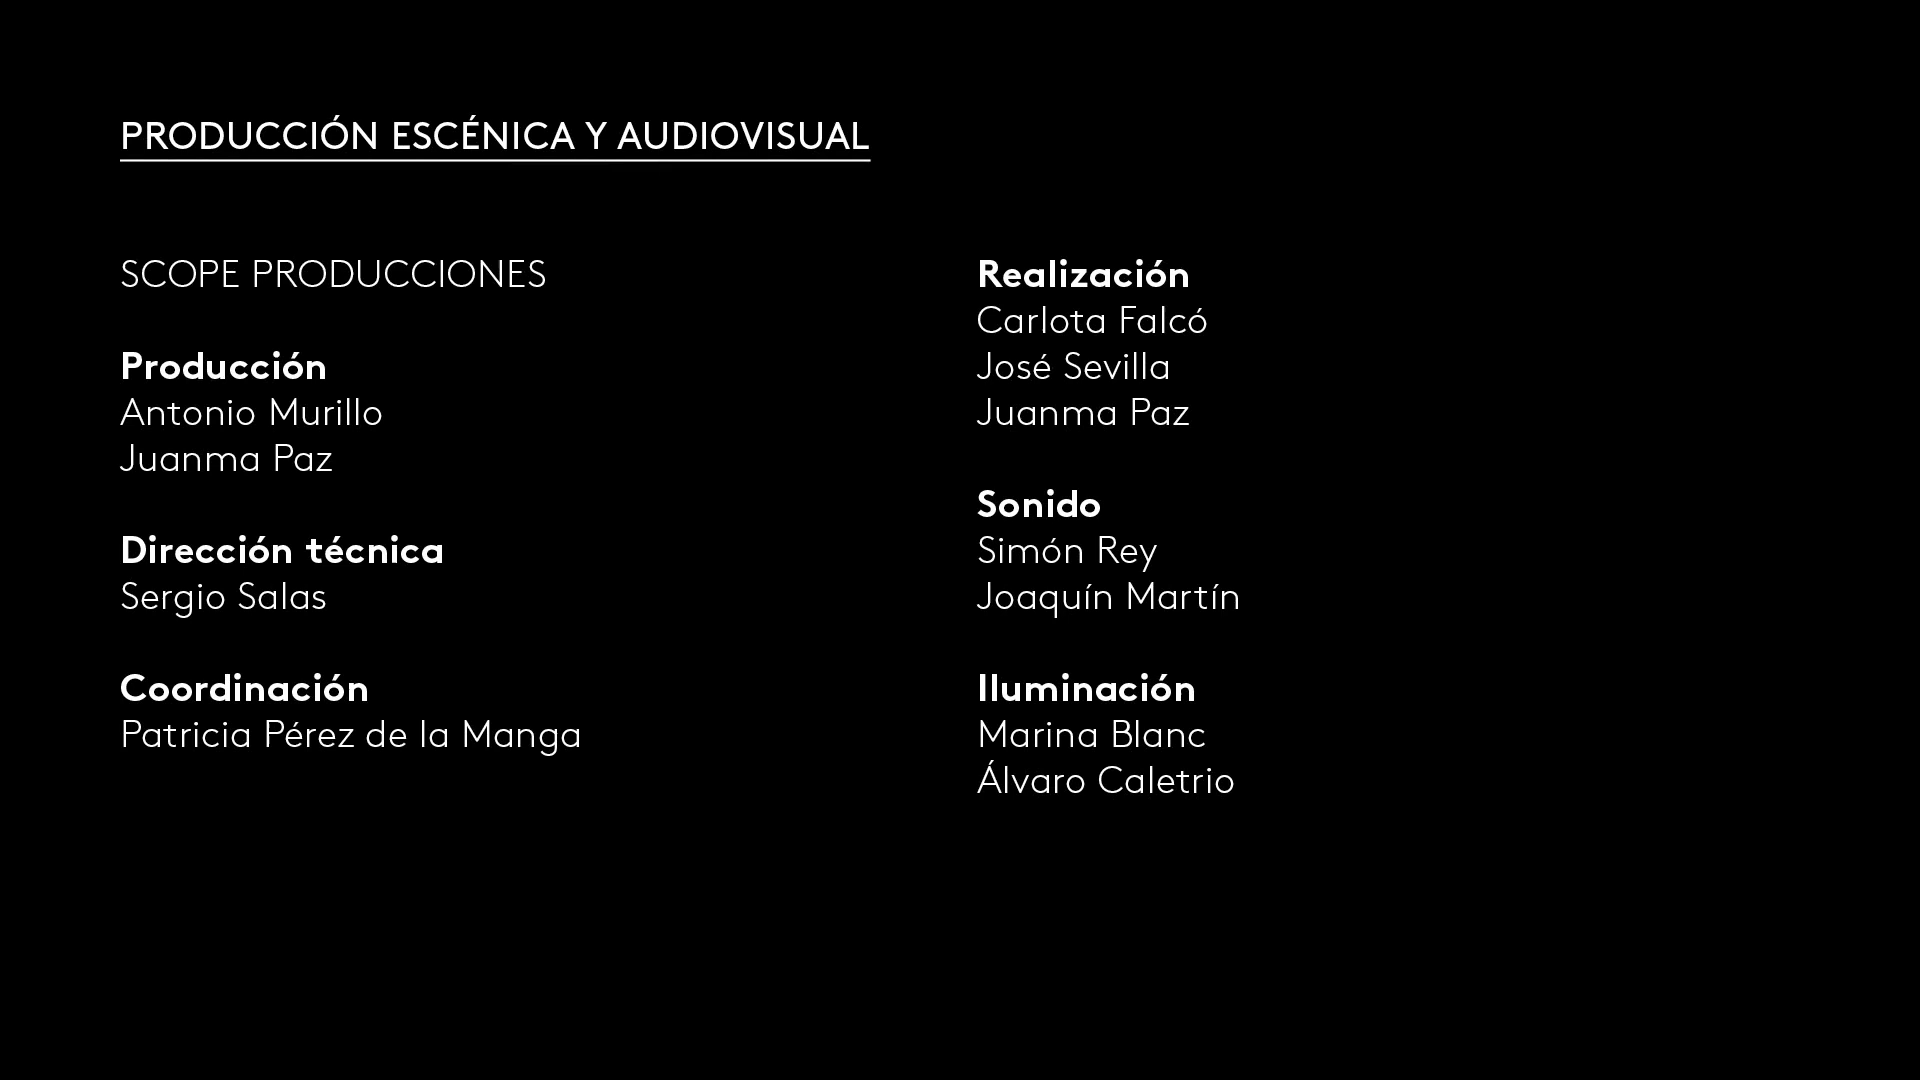 PRODUCCIÓN ESCÉNICA Y AUDIOVISUAL
SCOPE PRODUCCIONES
Producción
Antonio Murillo
Juanma Paz
Dirección técnica
Sergio Salas
Coordinación
Patricia Pérez de la Manga
Realización
Carlota Falcó
José Sevilla
Juanma Paz
Sonido
Simón Rey
Joaquín Martín
Iluminación
Marina Blanc
Álvaro Caletrio